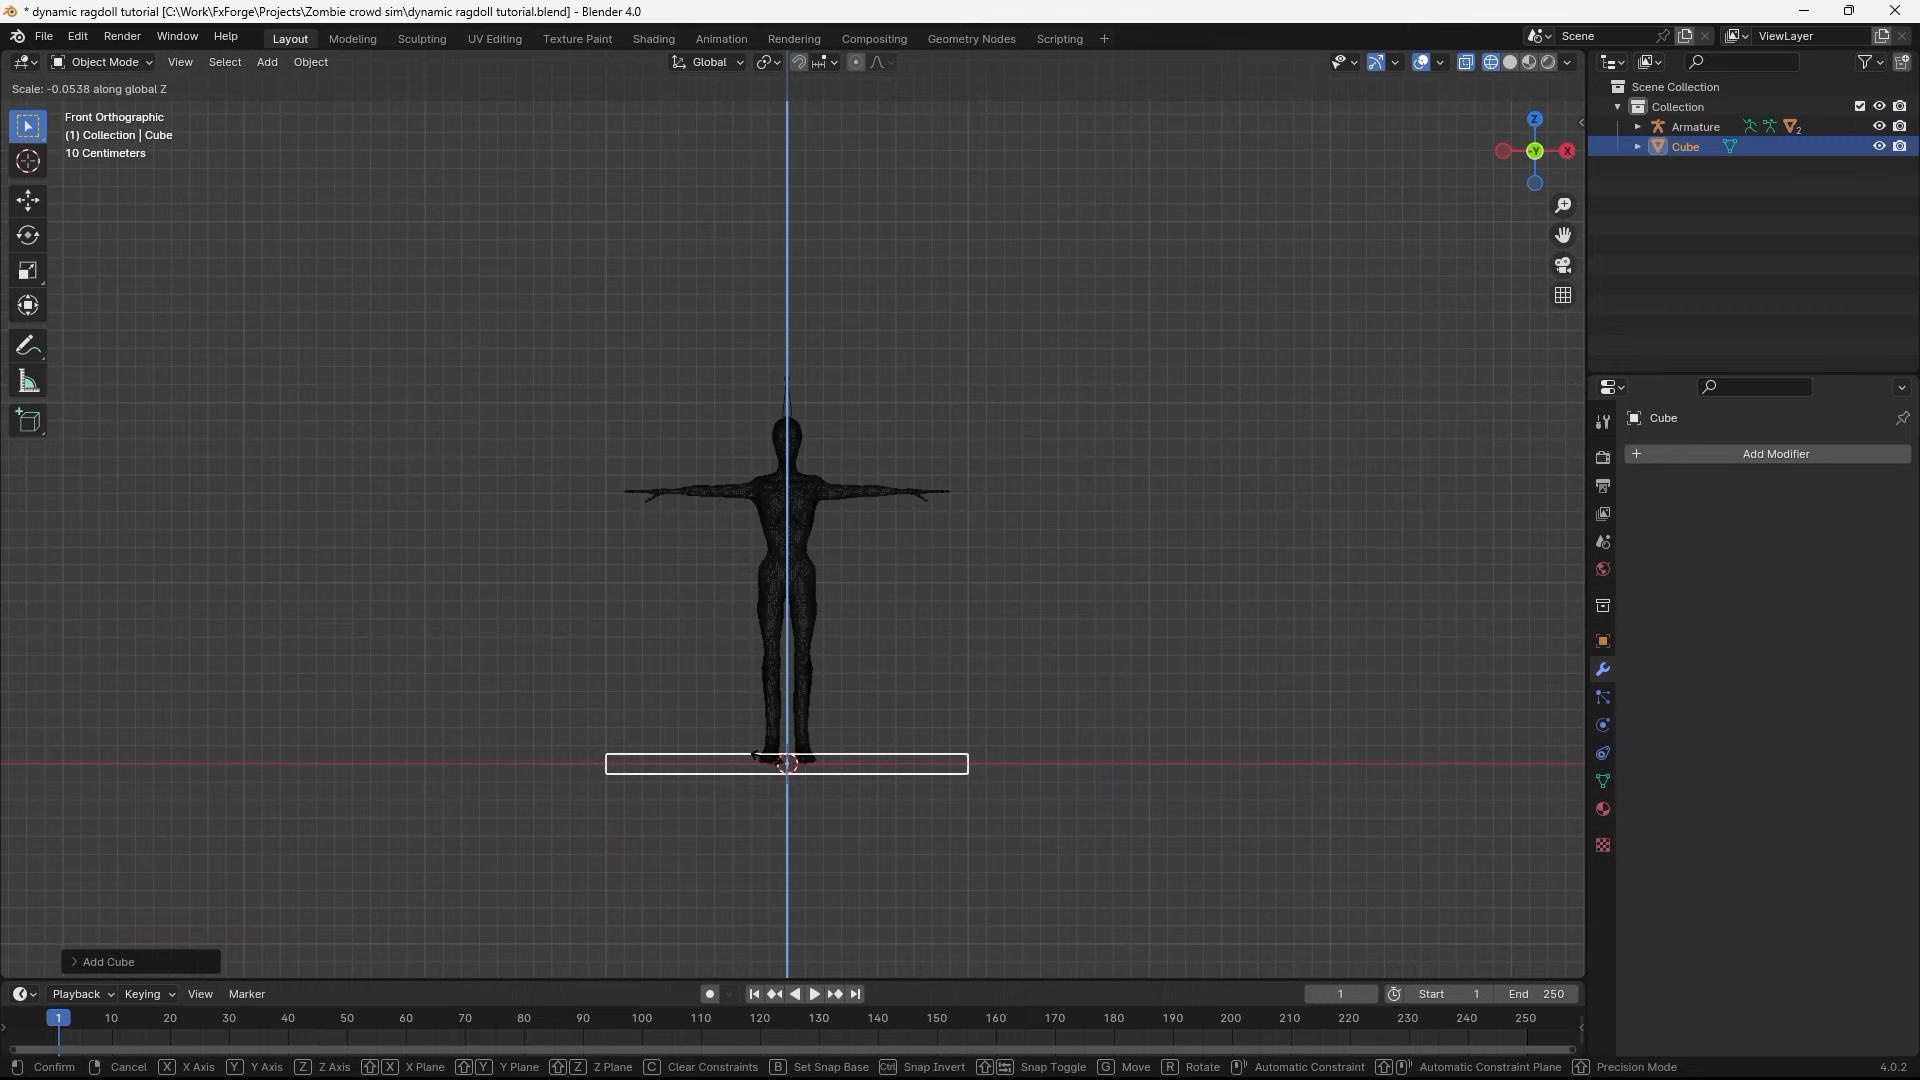 * dynamic ragdoll tutorial [C:\Work\FxForge\Projects\Zombie crowd sim\dynamic ragdoll tutorial.blend] - Blender 4.0
File Edit Render Window Help Layout Modeling Sculpting UV Editing Texture Paint Shading Animation Rendering Compositing Geometry Nodes Scripting + Scene ViewLayer
Object Mode View Select Add Object Global
Scale: -0.0538 along global Z
Front Orthographic
(1) Collection | Cube
10 Centimeters
Z
-Y
X
Scene Collection
Collection
Armature 2
Cube
Cube
+ Add Modifier
> Add Cube
Playback Keying View Marker 1 Start 1 End 250
1 10 20 30 40 50 60 70 80 90 100 110 120 130 140 150 160 170 180 190 200 210 220 230 240 250
Confirm Cancel X X Axis Y Y Axis Z Z Axis X X Plane Y Y Plane Z Z Plane C Clear Constraints B Set Snap Base Ctrl Snap Invert Snap Toggle G Move R Rotate Automatic Constraint Automatic Constraint Plane Precision Mode 4.0.2